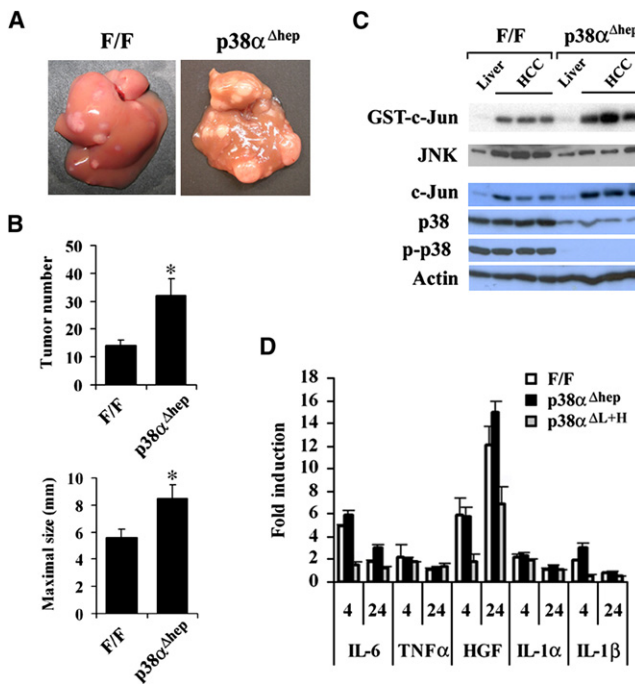 A
F/F
p38α Δhep
B
Tumor number
50
40
30
20
10
0
*
F/F
p38α Δhep
Maximal size (mm)
10
8
6
4
2
0
*
F/F
p38α Δhep
C
F/F
p38α Δhep
Liver
HCC
Liver
HCC
GST-c-Jun
JNK
c-Jun
p38
p-p38
Actin
D
F/F
p38α Δhep
p38α ΔL+H
Fold induction
18
16
14
12
10
8
6
4
2
0
4 24 4 24 4 24 4 24 4 24
IL-6 TNFα HGF IL-1α IL-1β